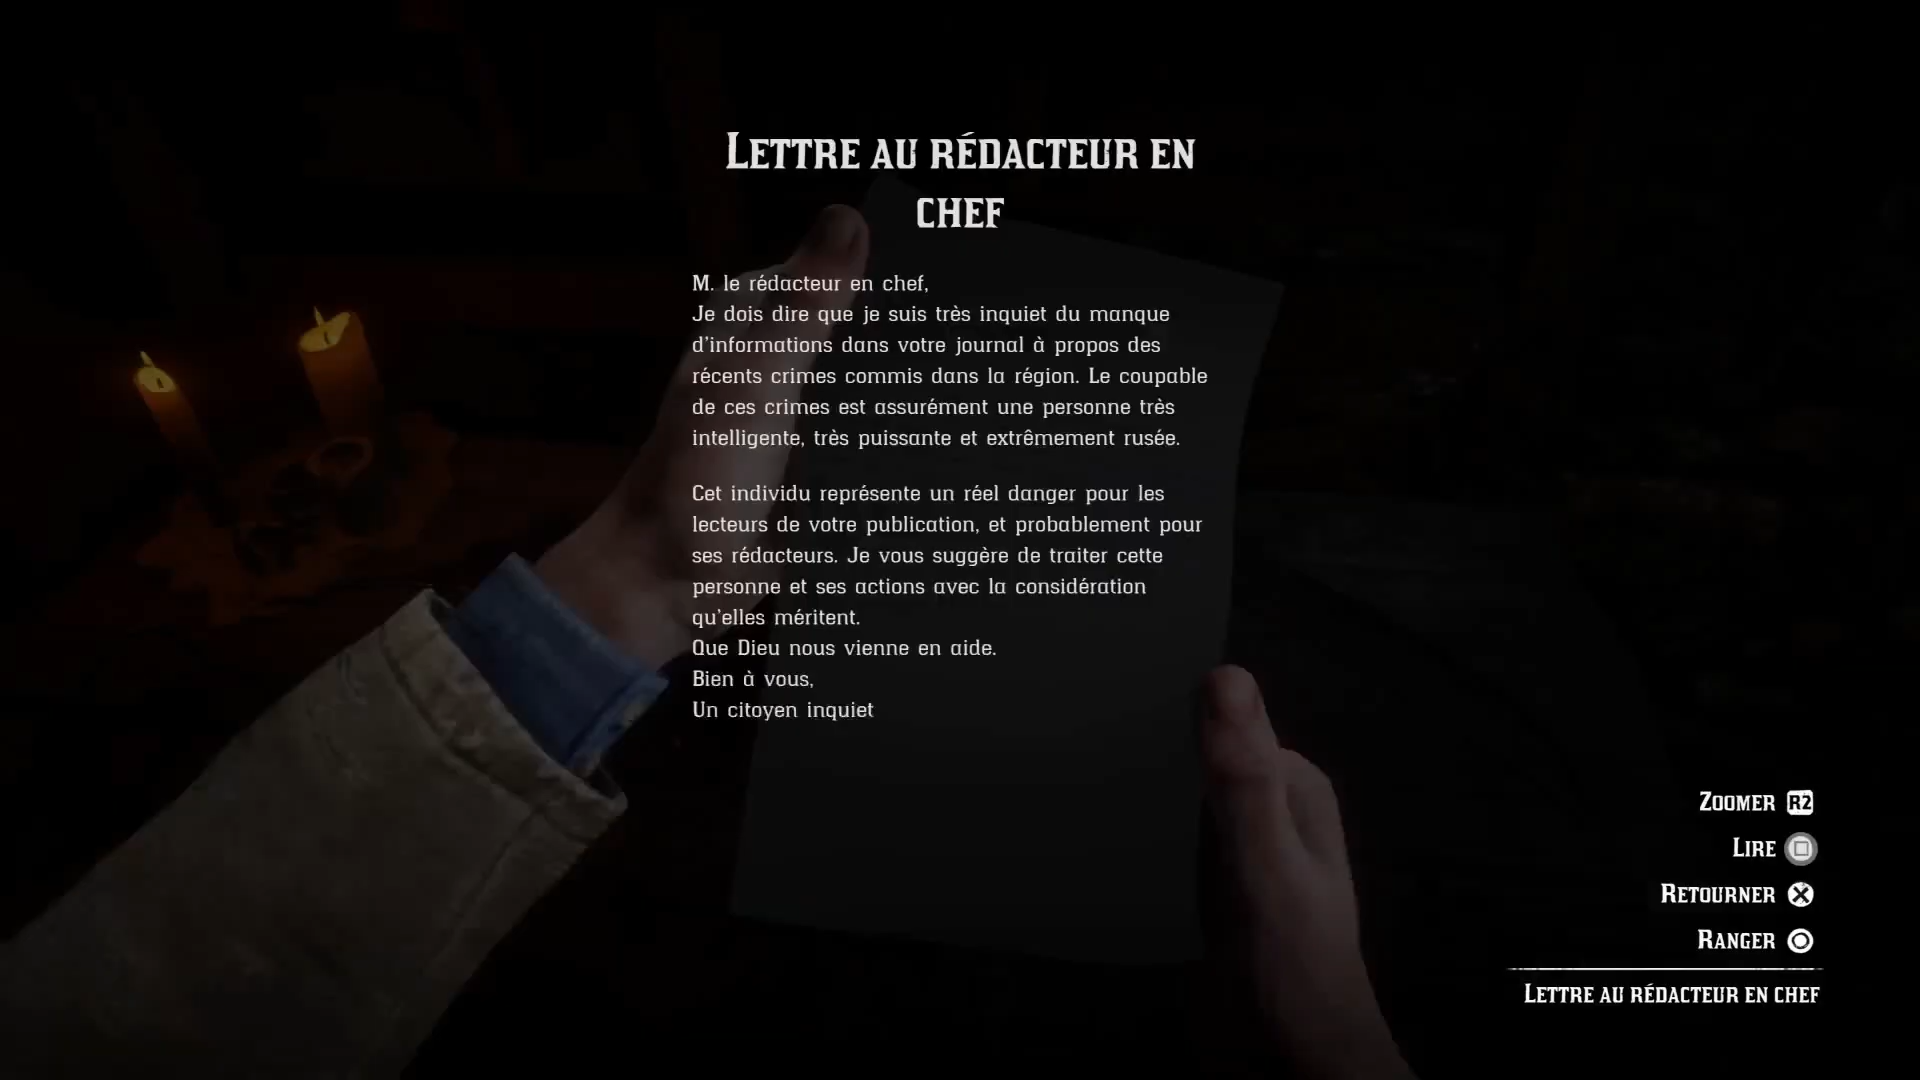 Lettre au rédacteur en
chef
M. le rédacteur en chef,
Je dois dire que je suis très inquiet du manque
d'informations dans votre journal à propos des
récents crimes commis dans la région. Le coupable
de ces crimes est assurément une personne très
intelligente, très puissante et extrêmement rusée.
Cet individu représente un réel danger pour les
lecteurs de votre publication, et probablement pour
ses rédacteurs. Je vous suggère de traiter cette
personne et ses actions avec la considération
qu'elles méritent.
Que Dieu nous vienne en aide.
Bien à vous,
Un citoyen inquiet
Zoomer R2
Lire
Retourner
Ranger
Lettre au rédacteur en chef